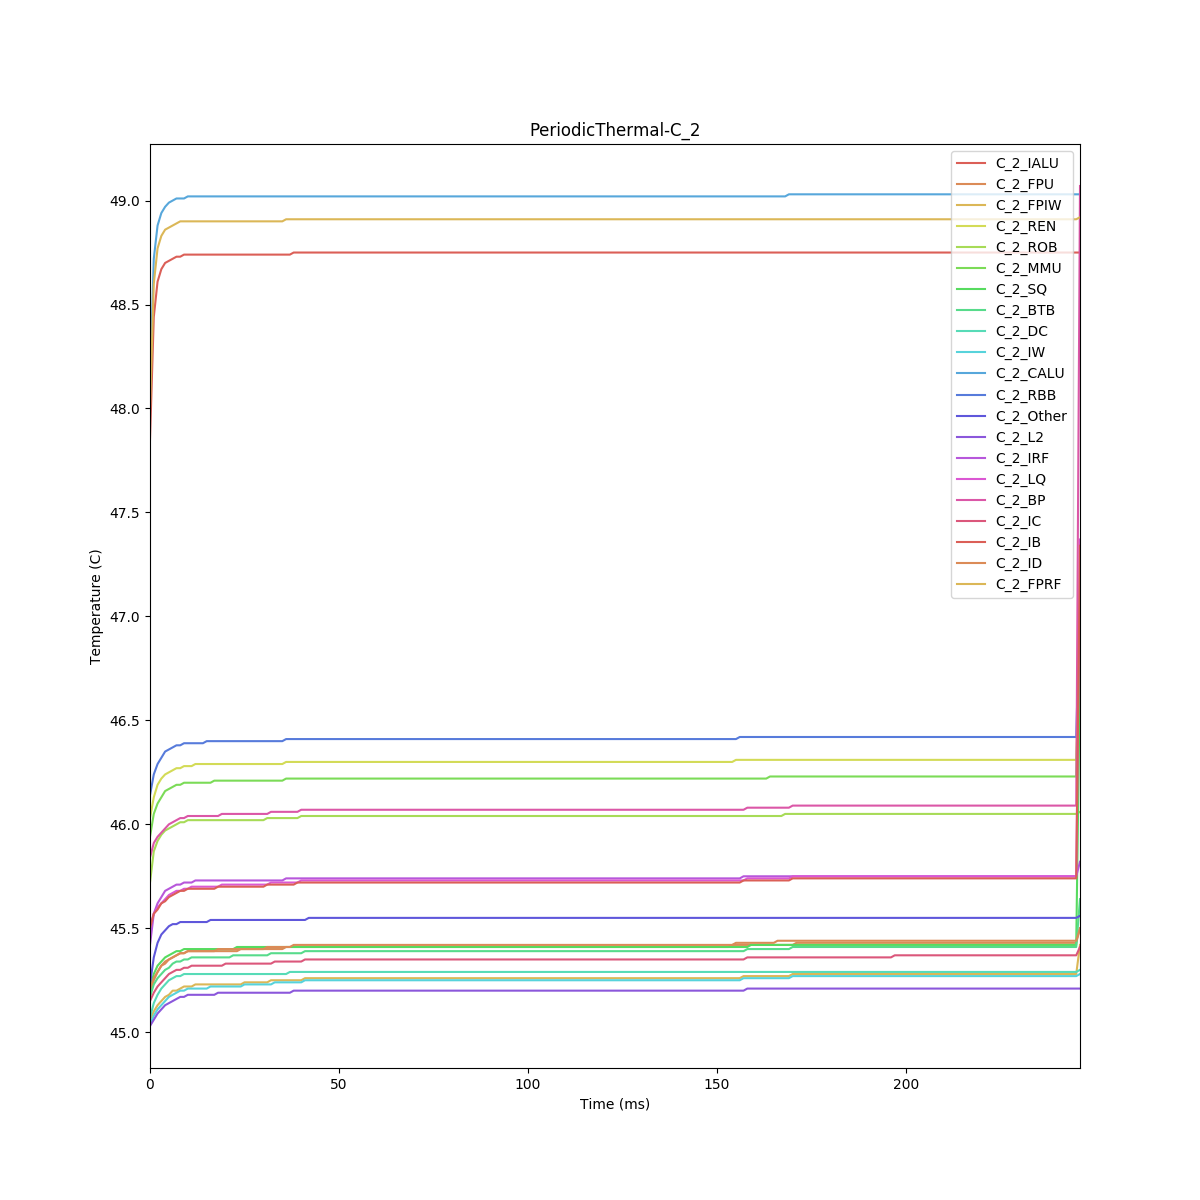 PeriodicThermal-C_2
C_2_IALU
C_2_FPU
C_2_FPIW
C_2_REN
C_2_ROB
C_2_MMU
C_2_SQ
C_2_BTB
C_2_DC
C_2_IW
C_2_CALU
C_2_RBB
C_2_Other
C_2_L2
C_2_IRF
C_2_LQ
C_2_BP
C_2_IC
C_2_IB
C_2_ID
C_2_FPRF
49.0
48.5
48.0
47.5
47.0
46.5
46.0
45.5
45.0
Temperature (C)
0 50 100 150 200
Time (ms)